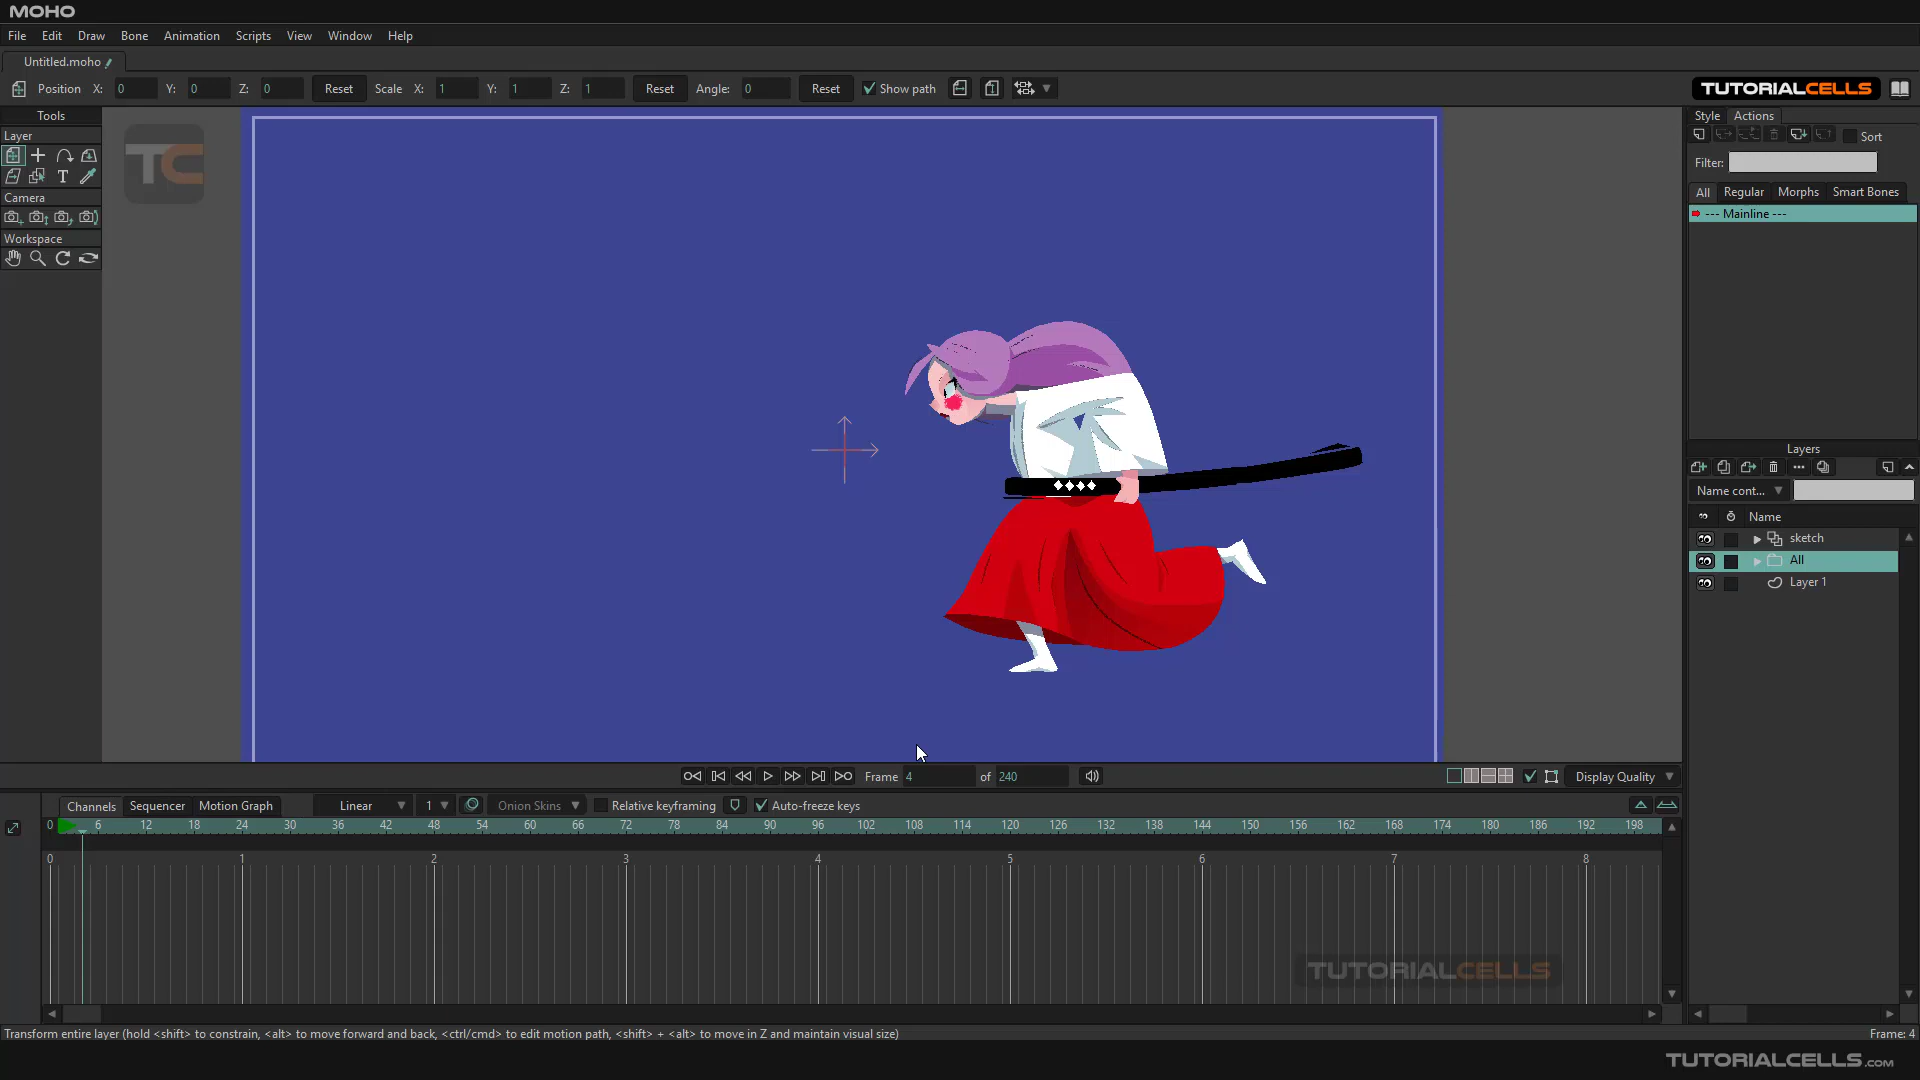 MOHO
File Edit Draw Bone Animation Scripts View Window Help
Untitled.moho
Position X: 0 Y: 0 Z: 0 Reset Scale X: 1 Y: 1 Z: 1 Reset Angle: 0 Reset Show path
TUTORIALCELLS
Tools
Layer
T
Camera
Workspace
TC
Style Actions
Sort
Filter:
All Regular Morphs Smart Bones
--- Mainline ---
Layers
Name cont...
Name
sketch
All
Layer 1
Frame 4 of 240
Display Quality
Channels Sequencer Motion Graph Linear 1 Onion Skins Relative keyframing Auto-freeze keys
0 6 12 18 24 30 36 42 48 54 60 66 72 78 84 90 96 102 108 114 120 126 132 138 144 150 156 162 168 174 180 186 192 198
0 1 2 3 4 5 6 7 8
TUTORIALCELLS
Transform entire layer (hold <shift> to constrain, <alt> to move forward and back, <ctrl/cmd> to edit motion path, <shift> + <alt> to move in Z and maintain visual size)
Frame: 4
TUTORIALCELLS.COM